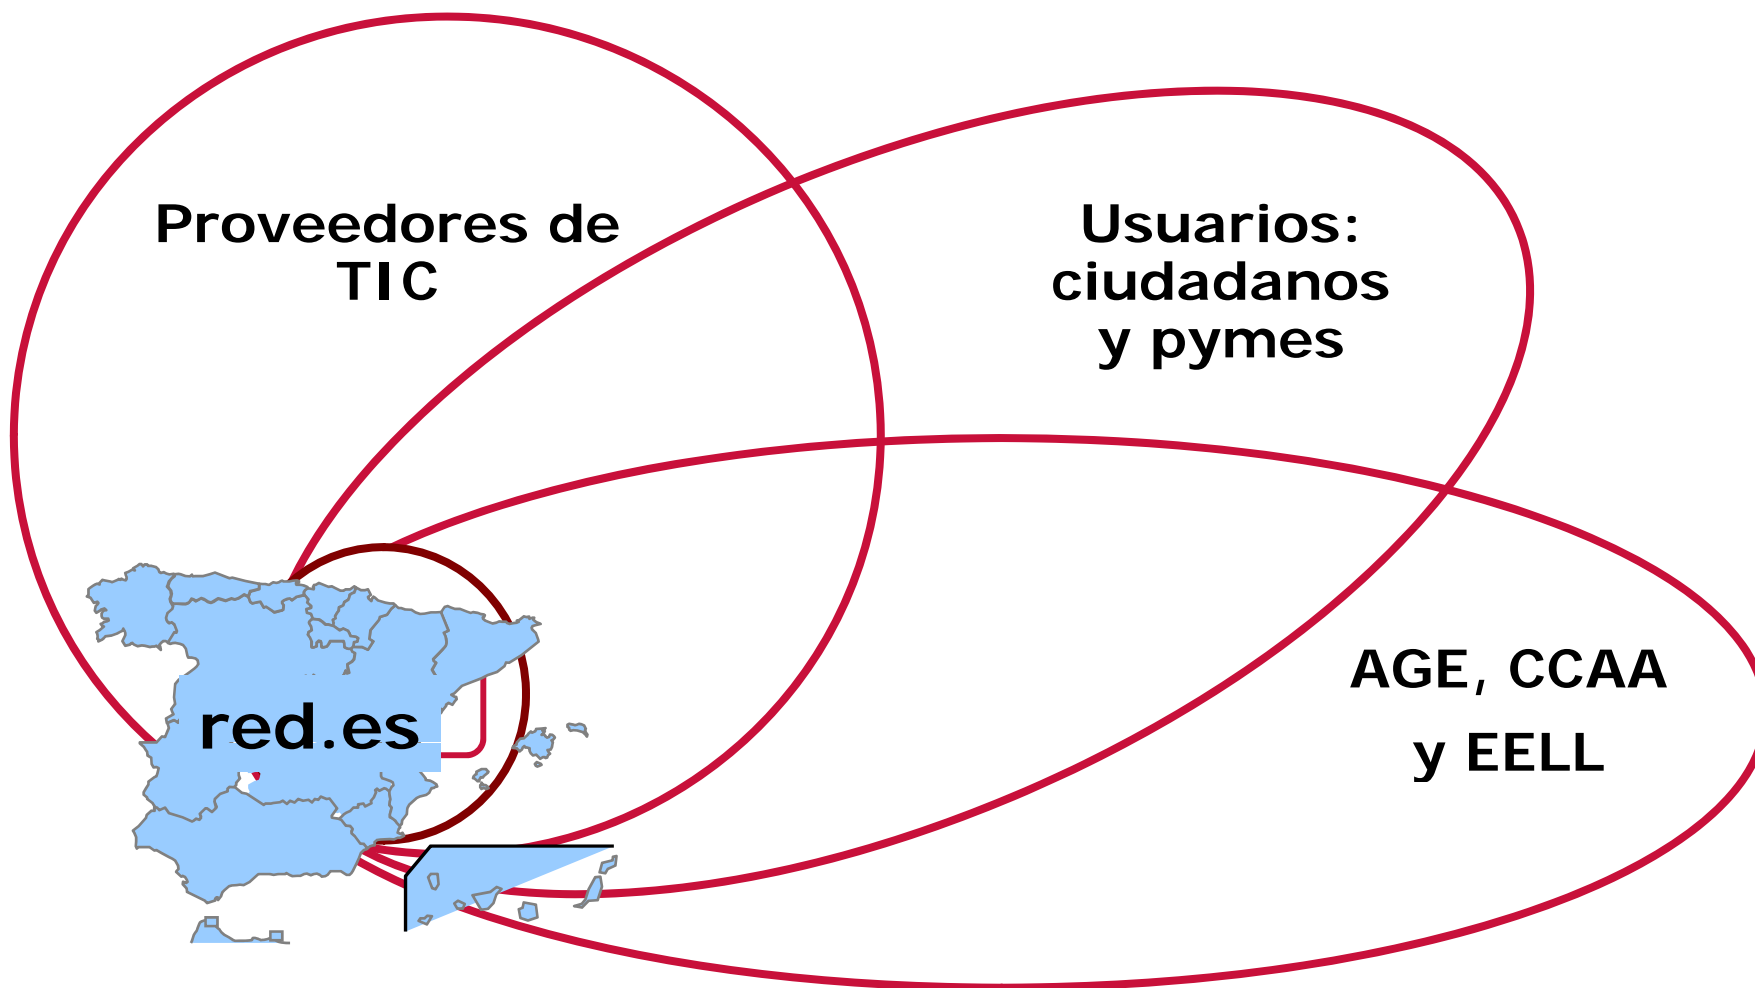 Proveedores de
TIC
Usuarios:
ciudadanos
y pymes
AGE, CCAA
y EELL
red.es